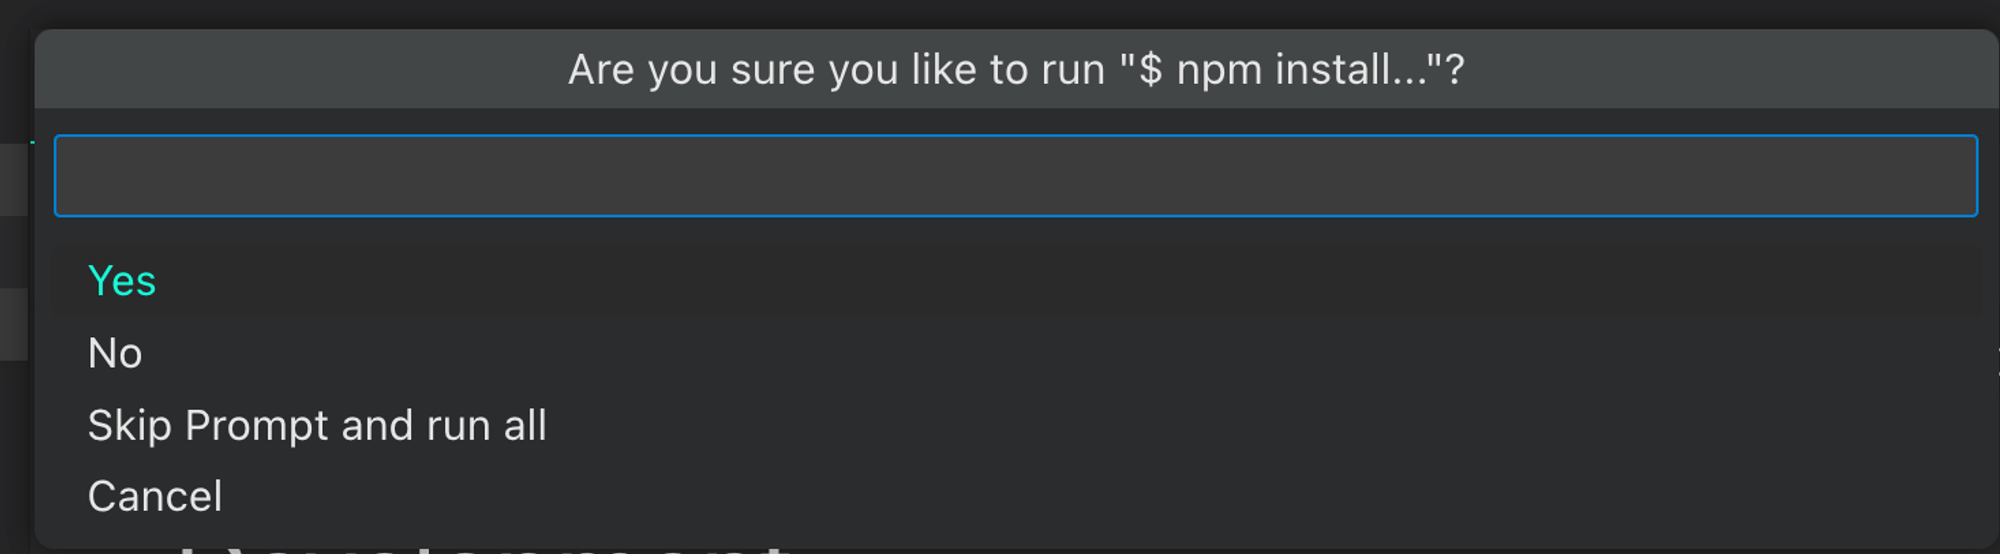 Are you sure you like to run "$ npm install..."?
Yes
No
Skip Prompt and run all
Cancel